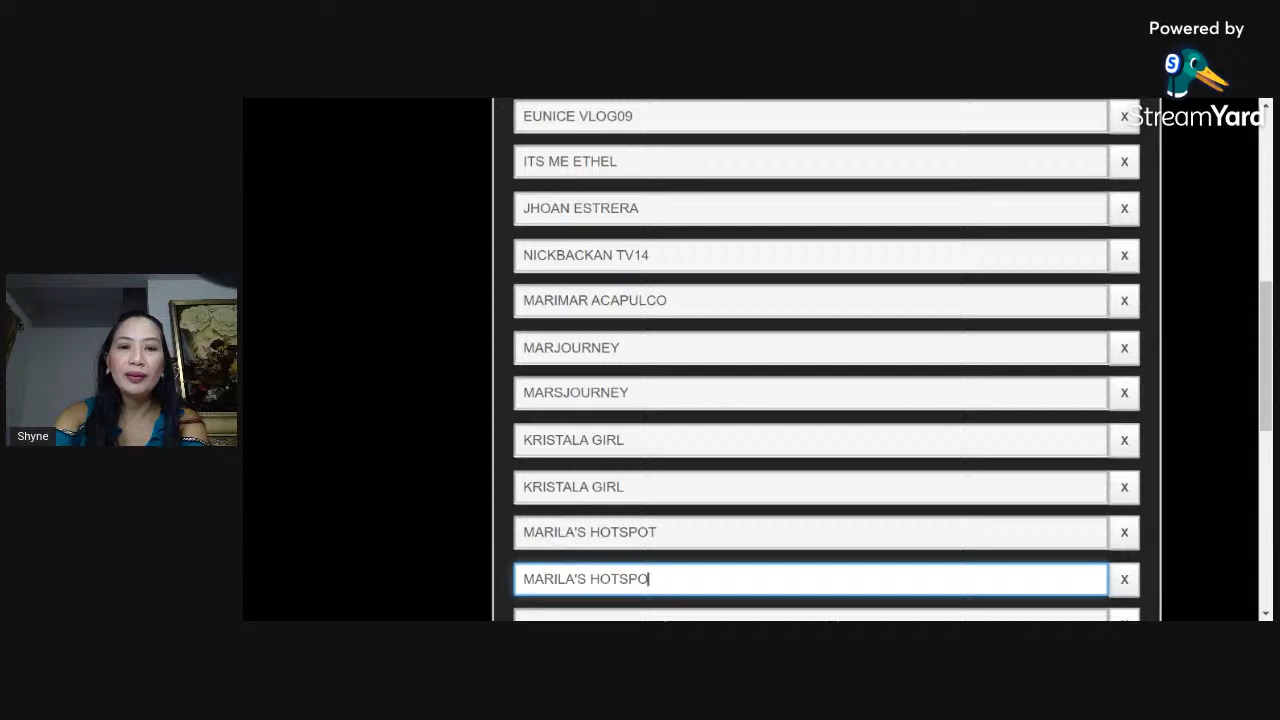 Powered by
S
StreamYard
EUNICE VLOG09
X
ITS ME ETHEL
X
JHOAN ESTRERA
X
NICKBACKAN TV14
X
MARIMAR ACAPULCO
X
MARJOURNEY
X
MARSJOURNEY
X
KRISTALA GIRL
X
KRISTALA GIRL
X
MARILA'S HOTSPOT
X
MARILA'S HOTSPO
X
Shyne